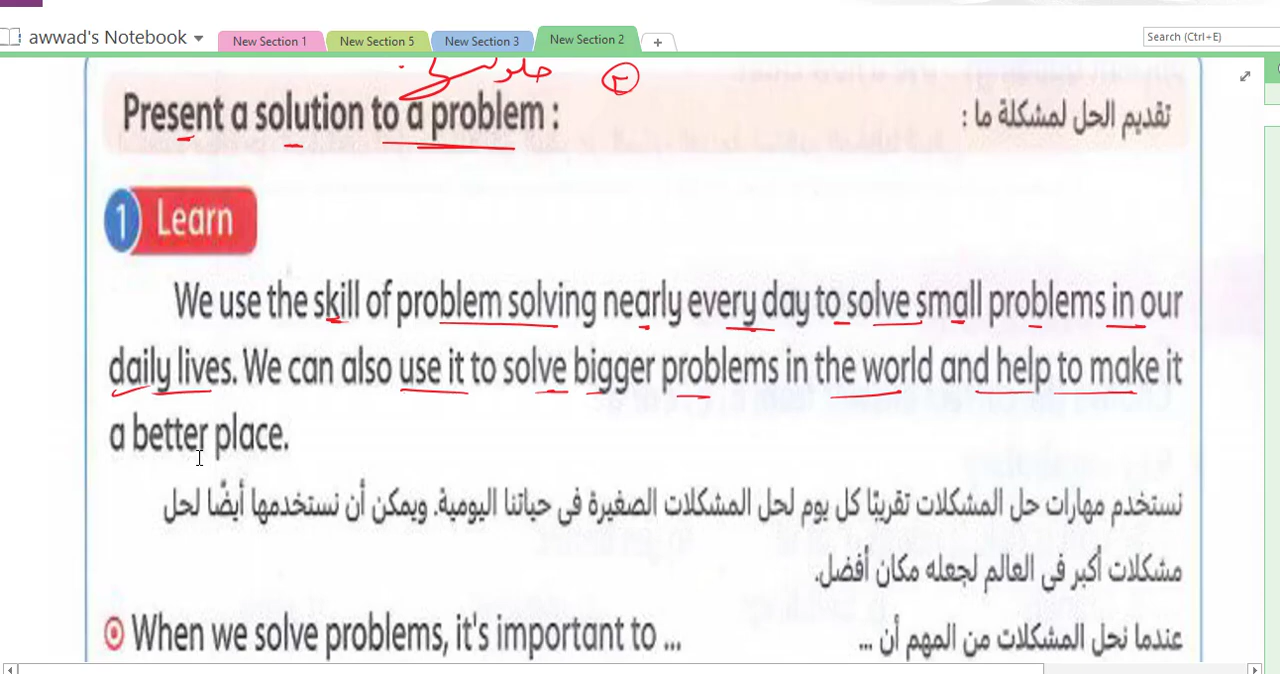 awwad's Notebook
New Section 1
New Section 5
New Section 3
New Section 2
+
Search (Ctrl+E)
Present a solution to a problem :
تقديم الحل لمشكلة ما :
1 Learn
We use the skill of problem solving nearly every day to solve small problems in our
daily lives. We can also use it to solve bigger problems in the world and help to make it
a better place.
نستخدم مهارات حل المشكلات تقريبًا كل يوم لحل المشكلات الصغيرة فى حياتنا اليومية. ويمكن أن نستخدمها أيضًا لحل
مشكلات أكبر فى العالم لجعله مكان أفضل.
When we solve problems, it's important to ...
عندما نحل المشكلات من المهم أن ...